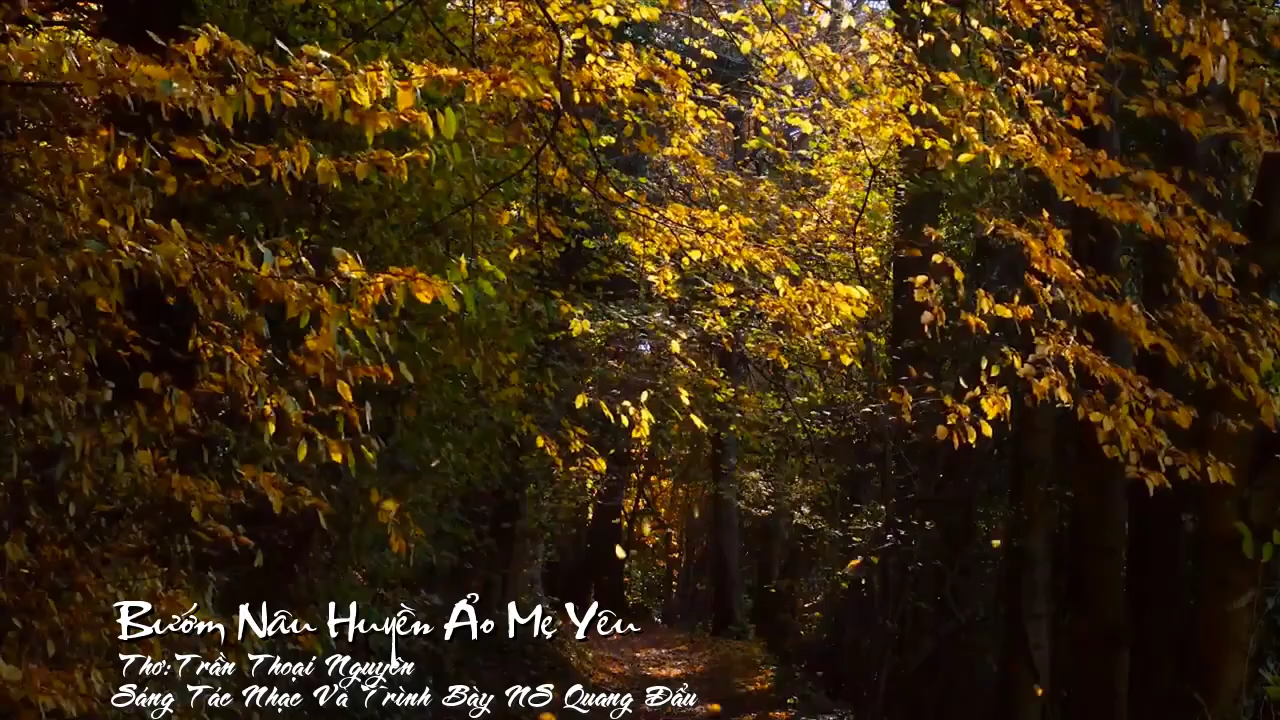 Bướm Nâu Huyền Ảo Mẹ Yêu
Thơ:Trần Thoại Nguyên
Sáng Tác Nhạc Và Trình Bày NS Quang Đẩu